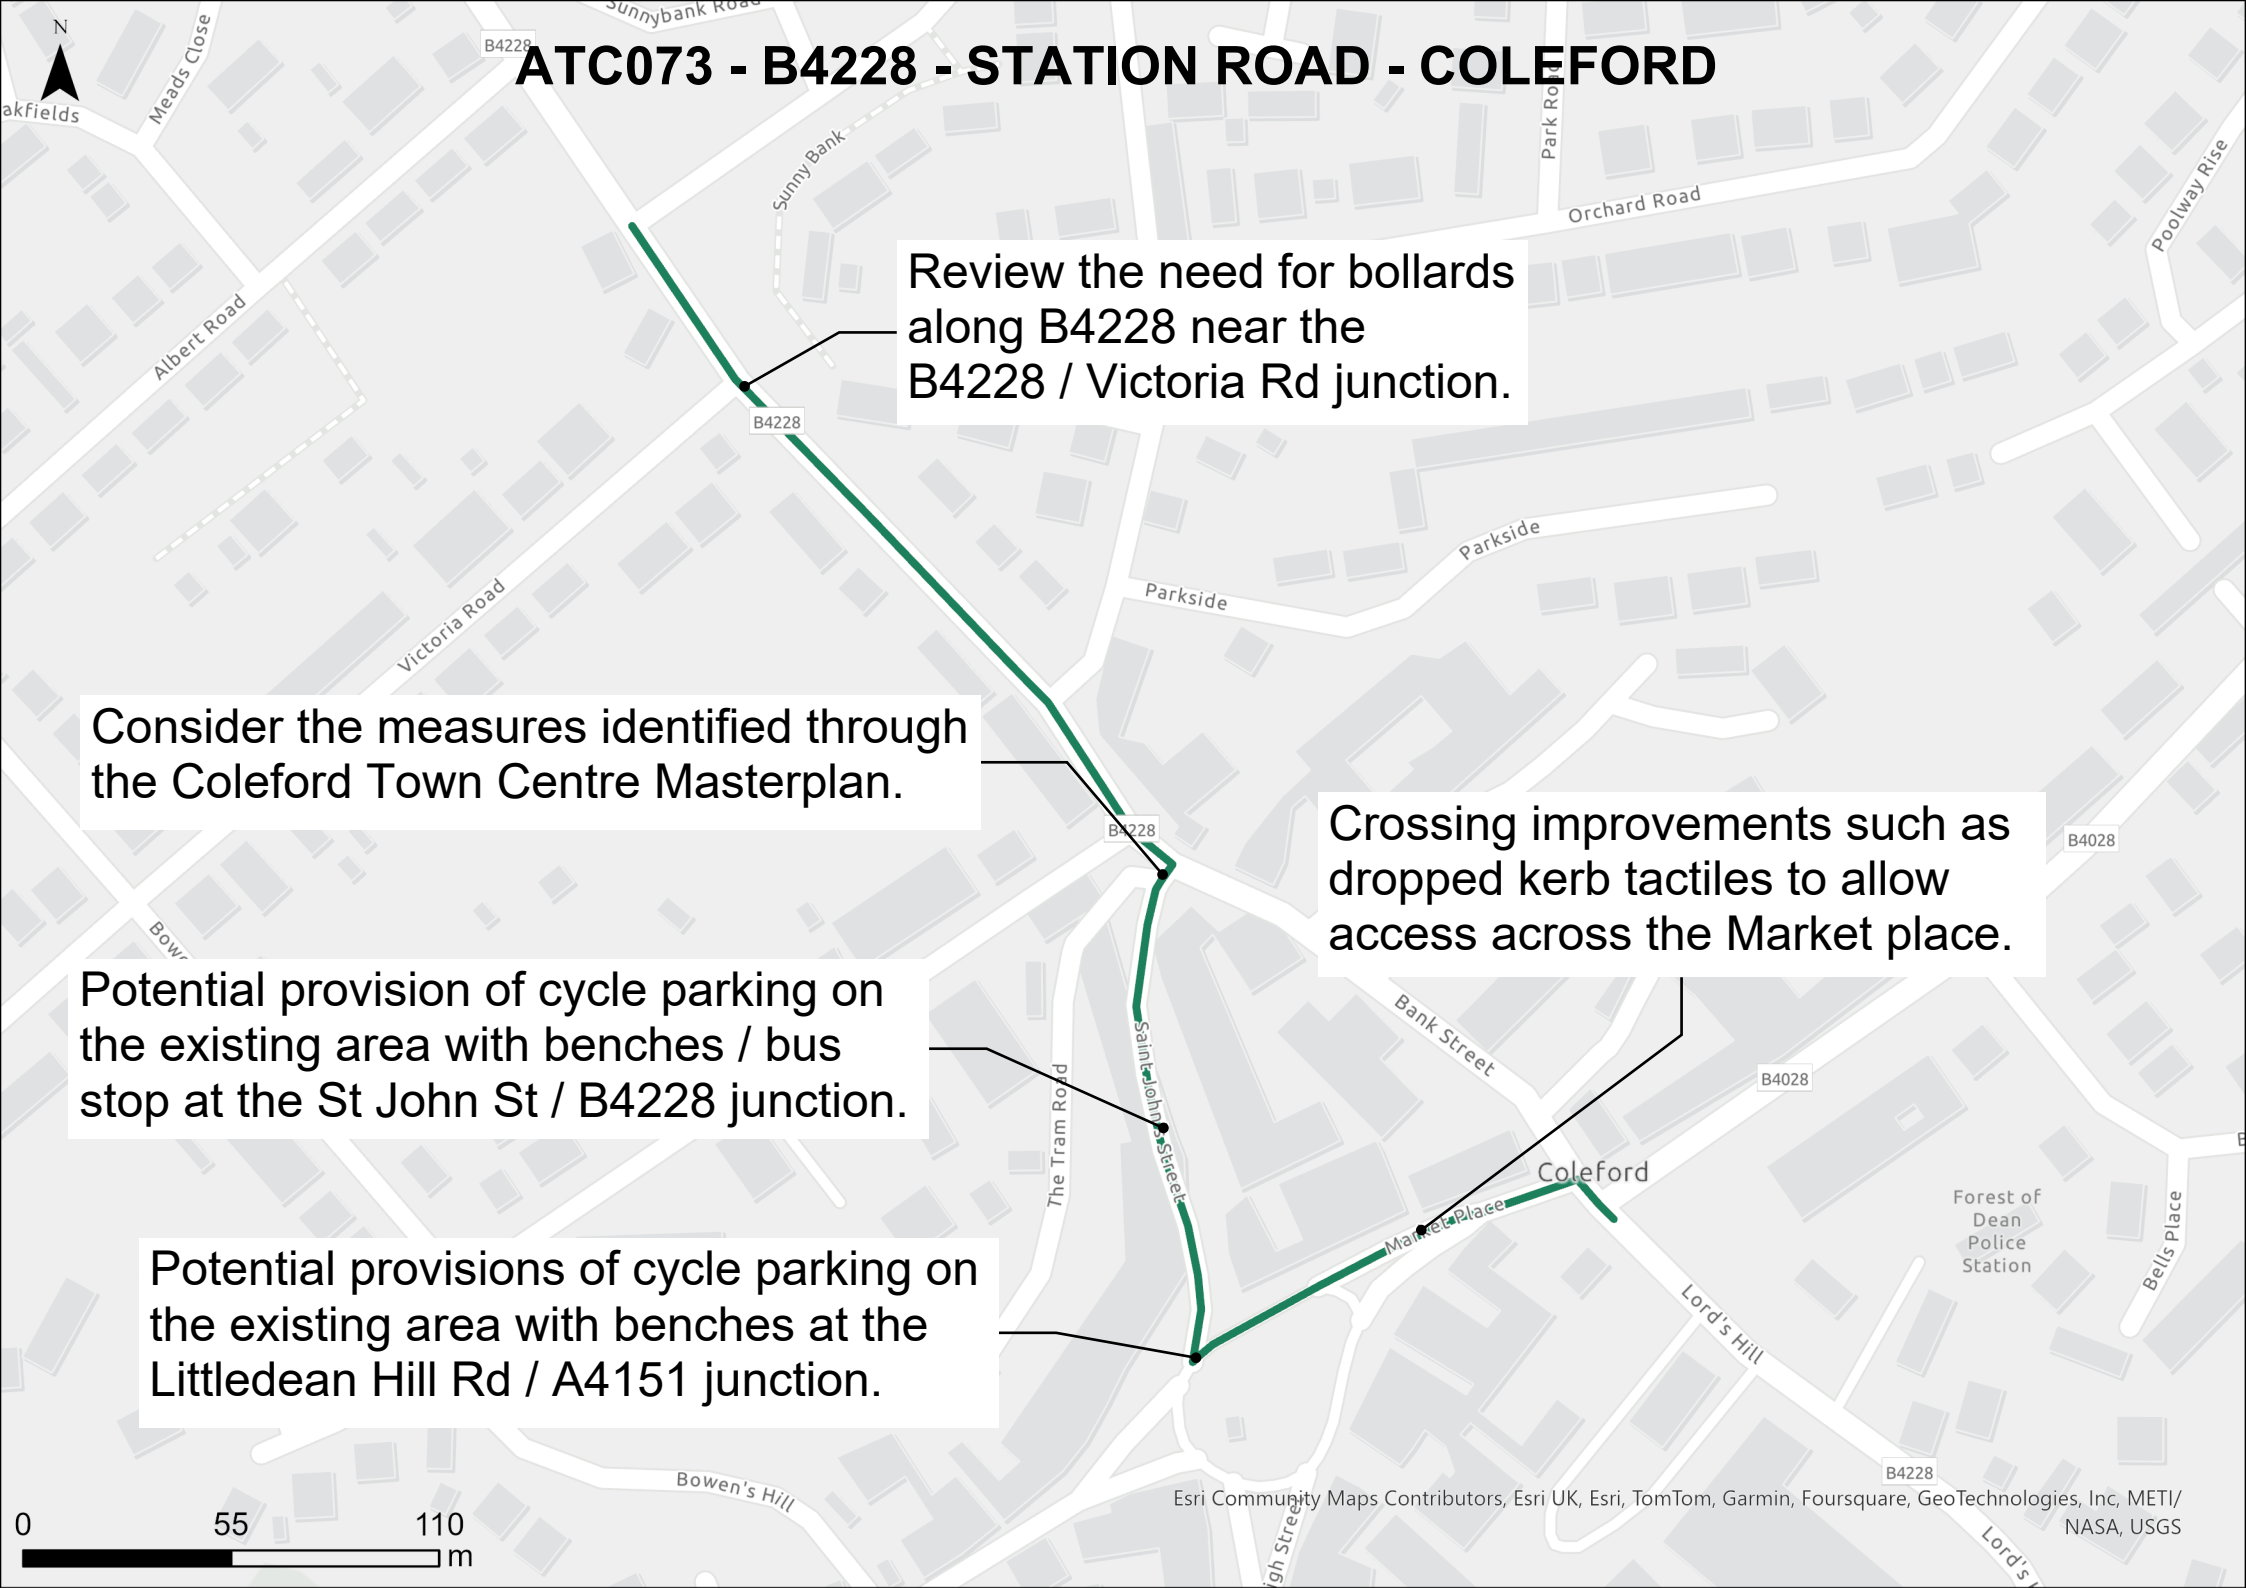 Sunnybank Road
N
B4228
ATC073 - B4228 - STATION ROAD - COLEFORD
Meads Close
akfields
Park Road
Sunny Bank
Poolway Rise
Orchard Road
Review the need for bollards
along B4228 near the
B4228 / Victoria Rd junction.
Albert Road
B4228
Parkside
Parkside
Victoria Road
Consider the measures identified through
the Coleford Town Centre Masterplan.
B4228
Crossing improvements such as
dropped kerb tactiles to allow
access across the Market place.
B4028
Potential provision of cycle parking on
the existing area with benches / bus
stop at the St John St / B4228 junction.
Bank Street
Saint John's Street
The Tram Road
B4028
Coleford
Market Place
Forest of
Dean
Police
Station
Bells Place
Potential provisions of cycle parking on
the existing area with benches at the
Littledean Hill Rd / A4151 junction.
Lord's Hill
B4228
Bowen's Hill
Esri Community Maps Contributors, Esri UK, Esri, TomTom, Garmin, Foursquare, GeoTechnologies, Inc, METI/
NASA, USGS
igh Street
Lord's
0 55 110
m